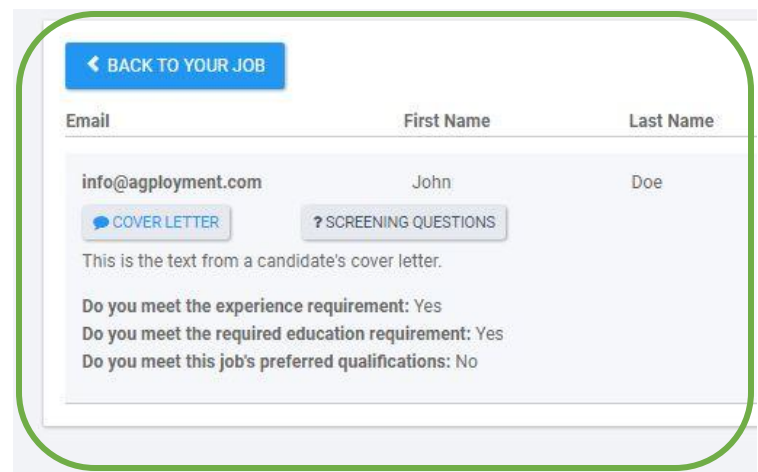 BACK TO YOUR JOB
Email First Name Last Name
info@agployment.com John Doe
COVER LETTER ? SCREENING QUESTIONS
This is the text from a candidate's cover letter.
Do you meet the experience requirement: Yes
Do you meet the required education requirement: Yes
Do you meet this job's preferred qualifications: No